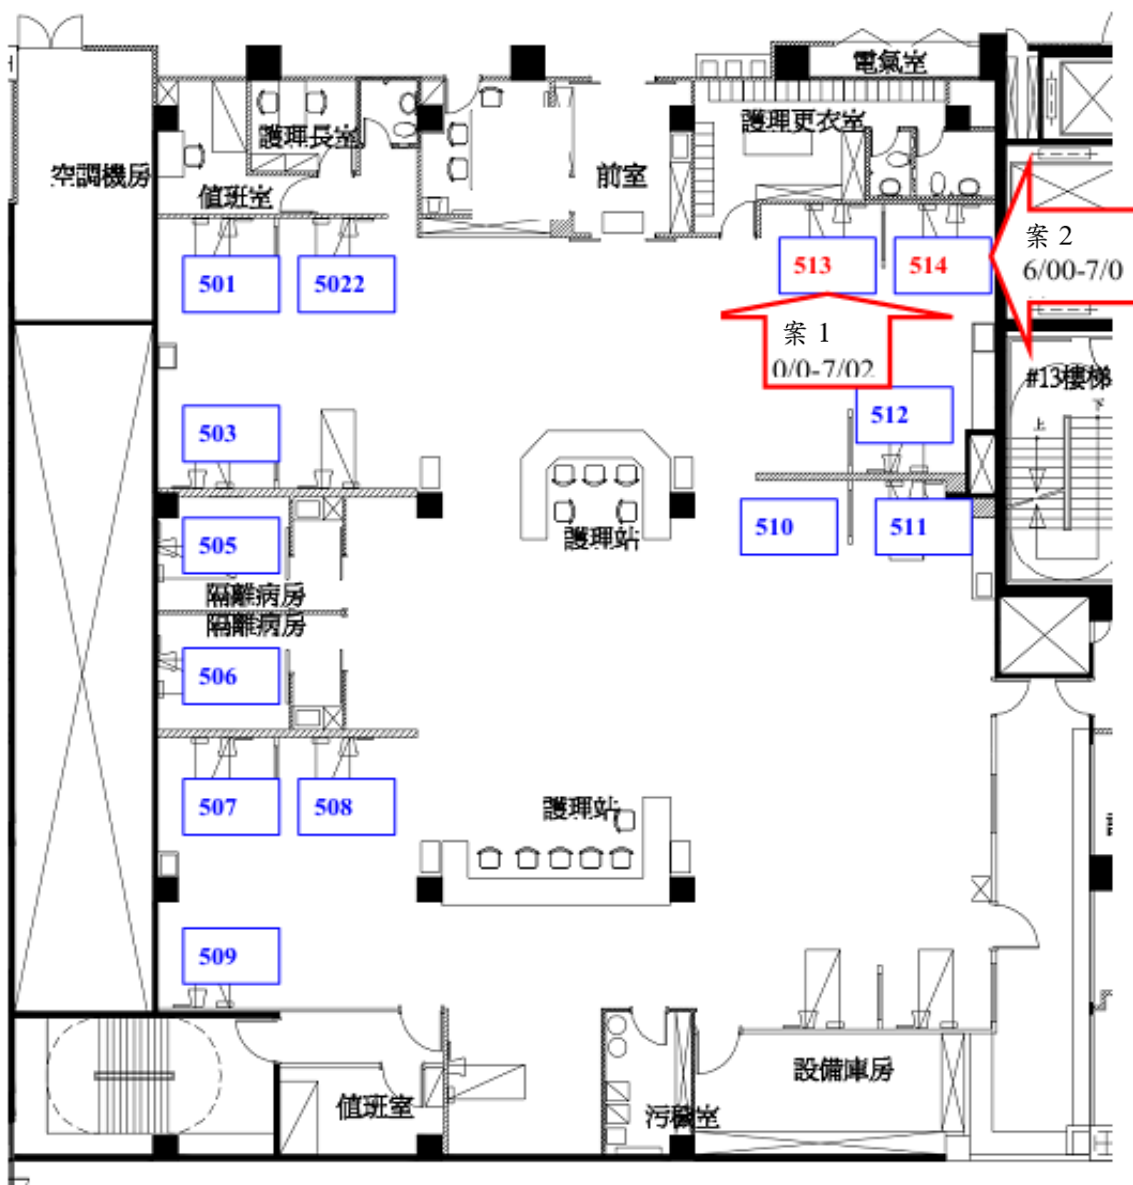 電氣室
護理長室
護理更衣室
空調機房
值班室
前室
501
5022
513
514
案 2
6/00-7/0
案 1
0/0-7/02
#13樓梯
503
512
上
下
505
510
511
護理站
隔離病房
隔離病房
506
507
508
護理站
509
設備庫房
值班室
污穢室